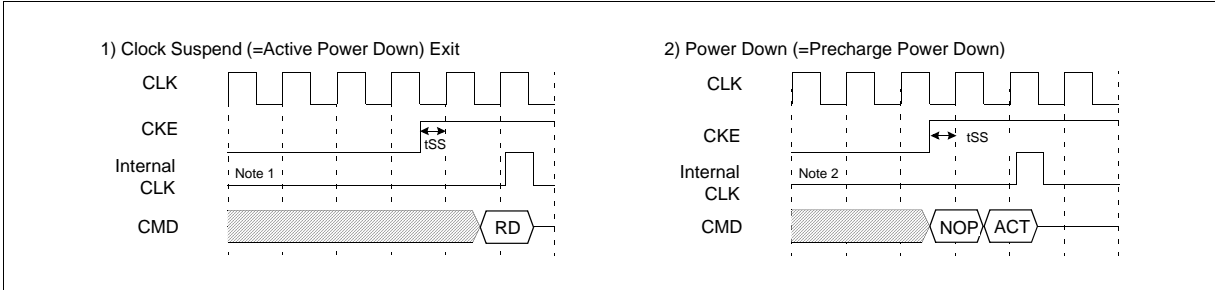 1) Clock Suspend (=Active Power Down) Exit
CLK
CKE
tSS
Internal
CLK
Note 1
CMD
RD
2) Power Down (=Precharge Power Down)
CLK
CKE
tSS
Internal
CLK
Note 2
CMD
NOP
ACT